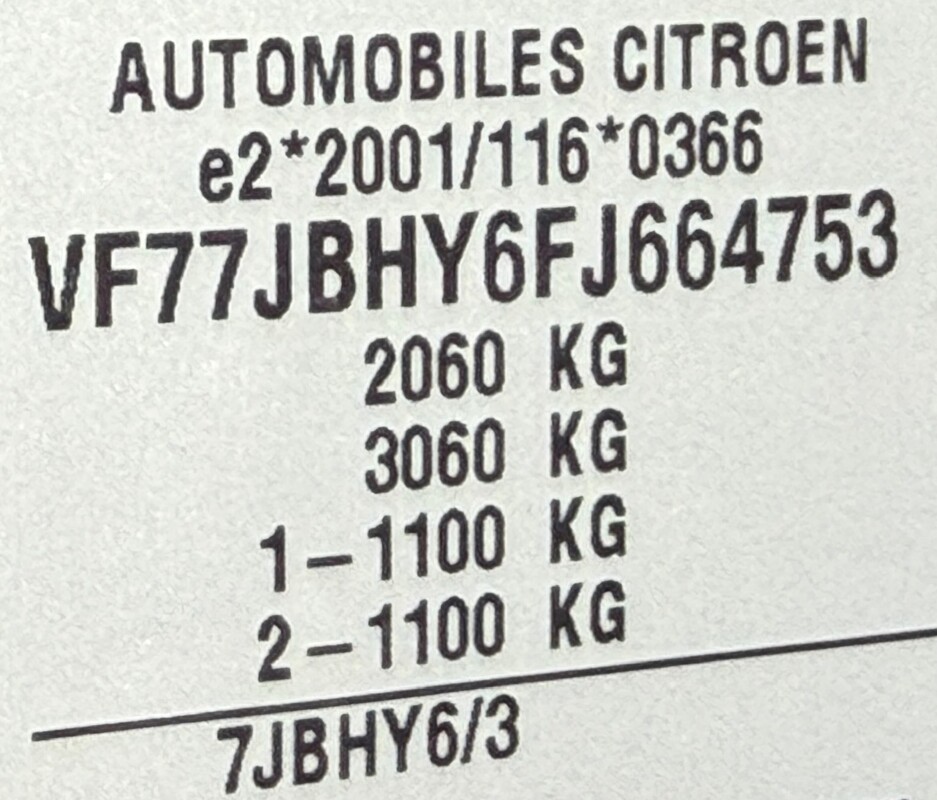 AUTOMOBILES CITROEN
e2*2001/116*0366
VF77JBHY6FJ664753
2060 KG
3060 KG
1-1100 KG
2-1100 KG
7JBHY6/3